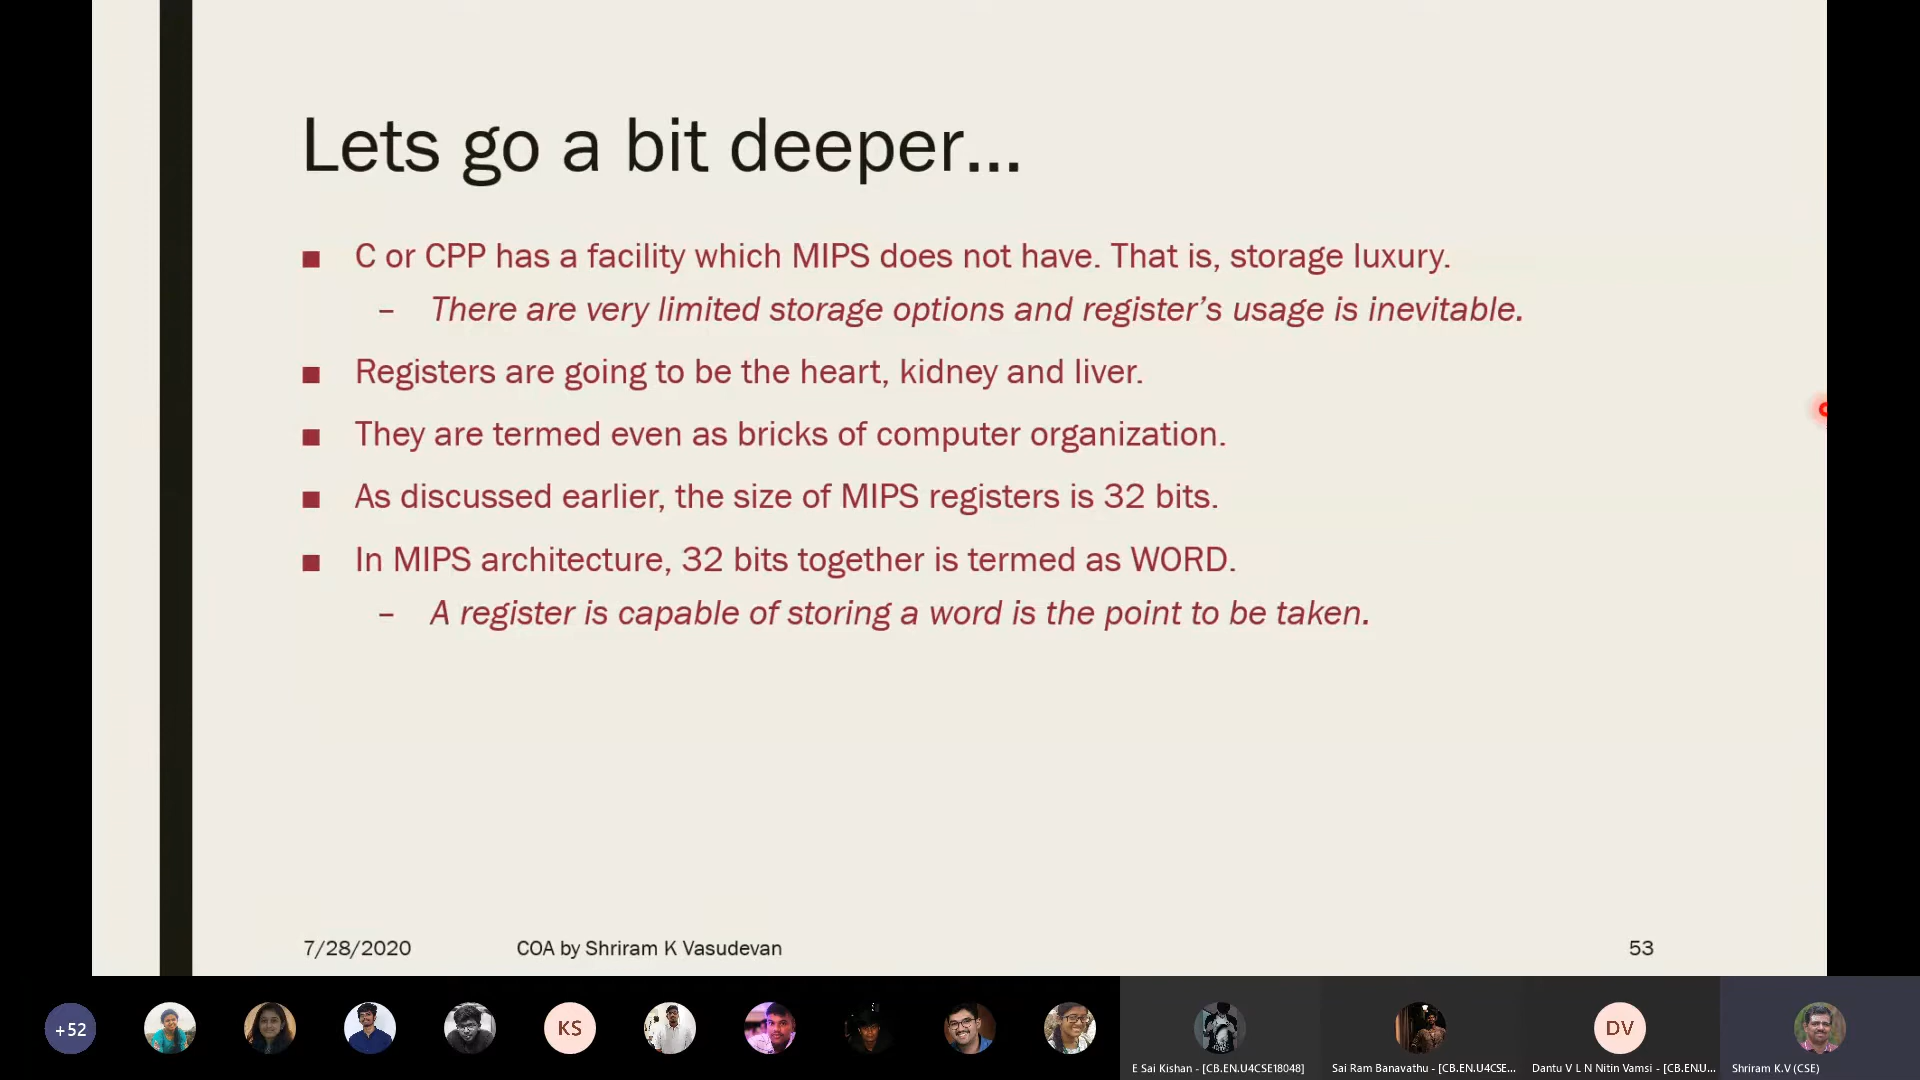 Lets go a bit deeper...
■ C or CPP has a facility which MIPS does not have. That is, storage luxury.
– There are very limited storage options and register’s usage is inevitable.
■ Registers are going to be the heart, kidney and liver.
■ They are termed even as bricks of computer organization.
■ As discussed earlier, the size of MIPS registers is 32 bits.
■ In MIPS architecture, 32 bits together is termed as WORD.
– A register is capable of storing a word is the point to be taken.
7/28/2020 COA by Shriram K Vasudevan 53
+52 KS DV
E Sai Kishan - [CB.EN.U4CSE18048] Sai Ram Banavathu - [CB.EN.U4CSE... Dantu V L N Nitin Vamsi - [CB.EN.U... Shriram K.V (CSE)